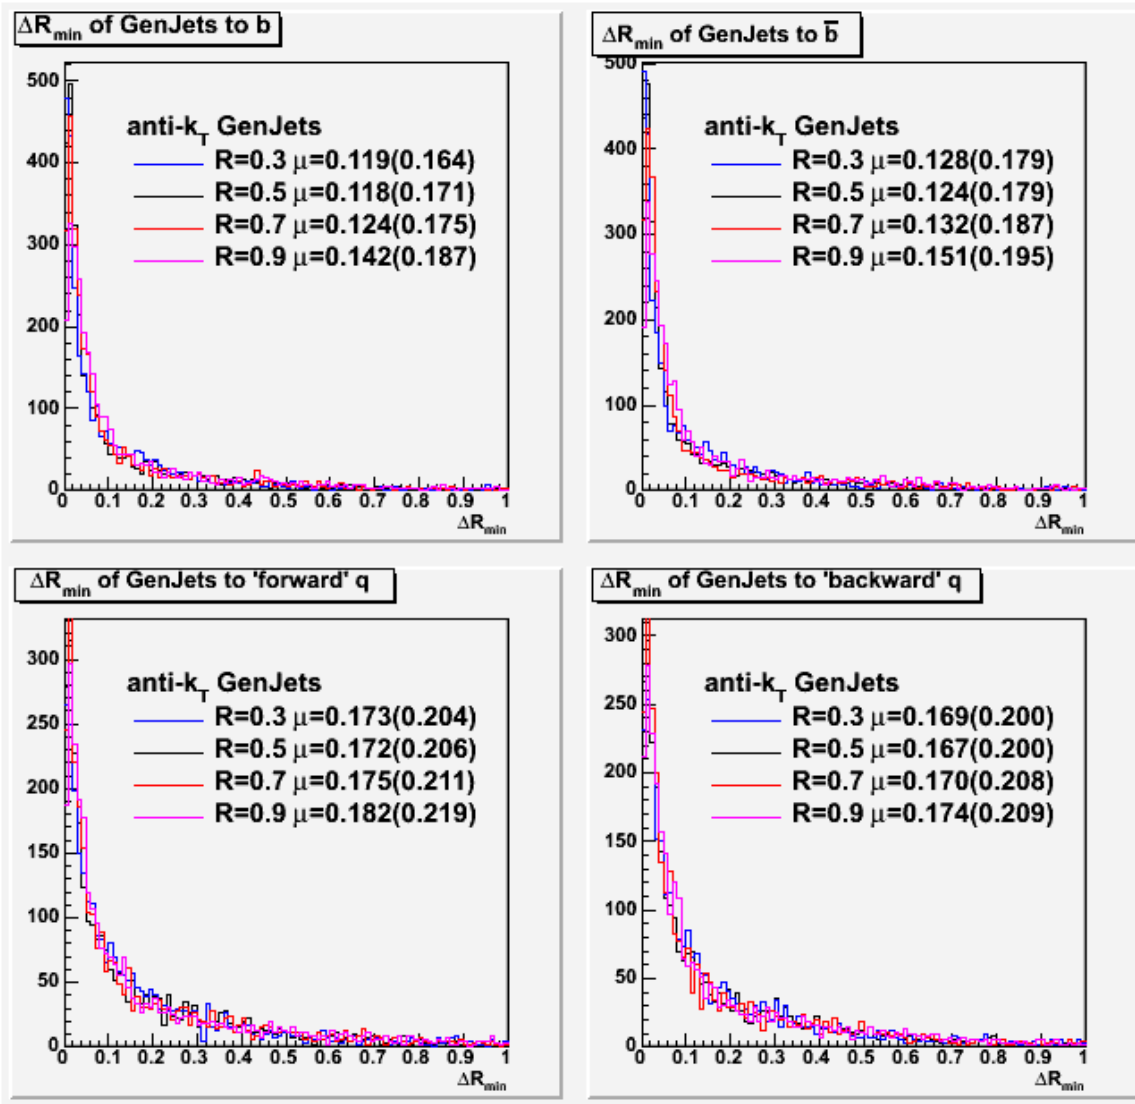 ΔRmin of GenJets to b
500
400
300
200
100
0
anti-kT GenJets
R=0.3 μ=0.119(0.164)
R=0.5 μ=0.118(0.171)
R=0.7 μ=0.124(0.175)
R=0.9 μ=0.142(0.187)
0 0.1 0.2 0.3 0.4 0.5 0.6 0.7 0.8 0.9 1
ΔRmin
ΔRmin of GenJets to b̅
500
400
300
200
100
0
anti-kT GenJets
R=0.3 μ=0.128(0.179)
R=0.5 μ=0.124(0.179)
R=0.7 μ=0.132(0.187)
R=0.9 μ=0.151(0.195)
0 0.1 0.2 0.3 0.4 0.5 0.6 0.7 0.8 0.9 1
ΔRmin
ΔRmin of GenJets to 'forward' q
300
250
200
150
100
50
0
anti-kT GenJets
R=0.3 μ=0.173(0.204)
R=0.5 μ=0.172(0.206)
R=0.7 μ=0.175(0.211)
R=0.9 μ=0.182(0.219)
0 0.1 0.2 0.3 0.4 0.5 0.6 0.7 0.8 0.9 1
ΔRmin
ΔRmin of GenJets to 'backward' q
300
250
200
150
100
50
0
anti-kT GenJets
R=0.3 μ=0.169(0.200)
R=0.5 μ=0.167(0.200)
R=0.7 μ=0.170(0.208)
R=0.9 μ=0.174(0.209)
0 0.1 0.2 0.3 0.4 0.5 0.6 0.7 0.8 0.9 1
ΔRmin